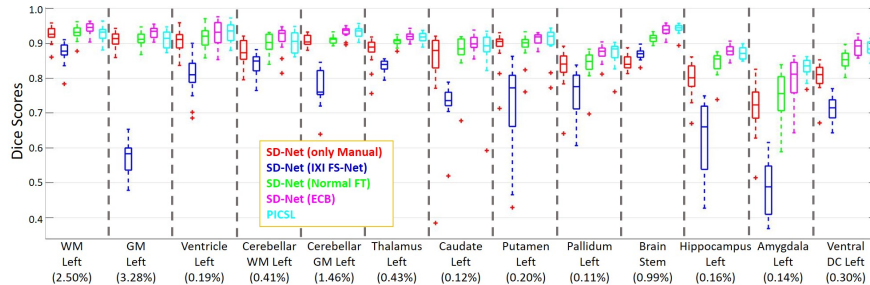 Dice Scores
1.0
0.9
0.8
0.7
0.6
0.5
0.4
SD-Net (only Manual)
SD-Net (IXI FS-Net)
SD-Net (Normal FT)
SD-Net (ECB)
PICSL
WM
Left
(2.50%)
GM
Left
(3.28%)
Ventricle
Left
(0.19%)
Cerebellar
WM Left
(0.41%)
Cerebellar
GM Left
(1.46%)
Thalamus
Left
(0.43%)
Caudate
Left
(0.12%)
Putamen
Left
(0.20%)
Pallidum
Left
(0.11%)
Brain
Stem
(0.99%)
Hippocampus
Left
(0.16%)
Amygdala
Left
(0.14%)
Ventral
DC Left
(0.30%)